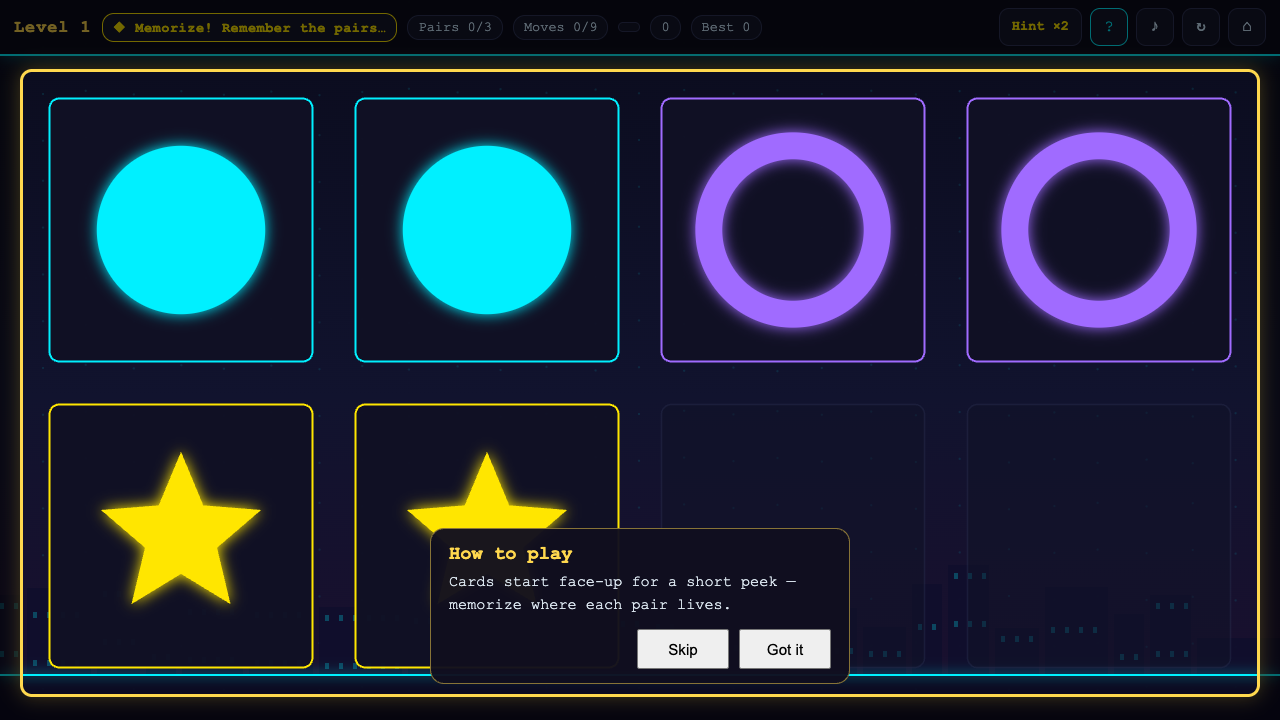 Level 1
◆ Memorize! Remember the pairs…
Pairs 0/3
Moves 0/9
0
Best 0
Hint ×2
?
♪
↻
⌂
How to play
Cards start face-up for a short peek —
memorize where each pair lives.
Skip
Got it